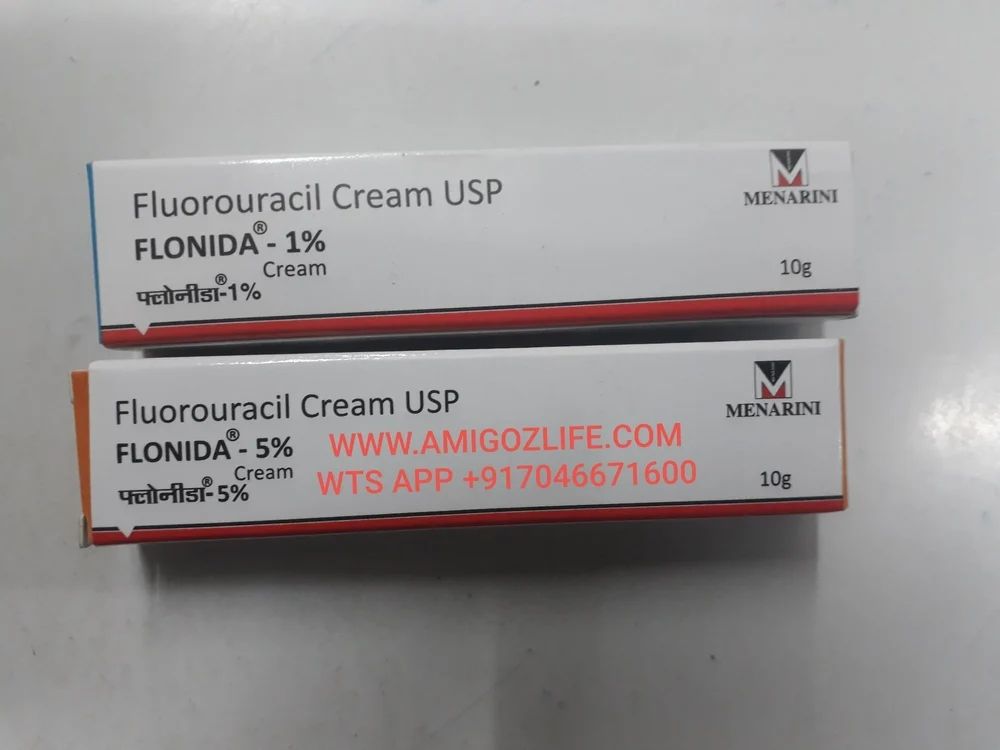 Fluorouracil Cream USP
FLONIDA® - 1%
Cream
फ्लोनीडा®-1%
MENARINI
10g
Fluorouracil Cream USP
FLONIDA® - 5%
Cream
फ्लोनीडा®-5%
WWW.AMIGOZLIFE.COM
WTS APP +917046671600
MENARINI
10g